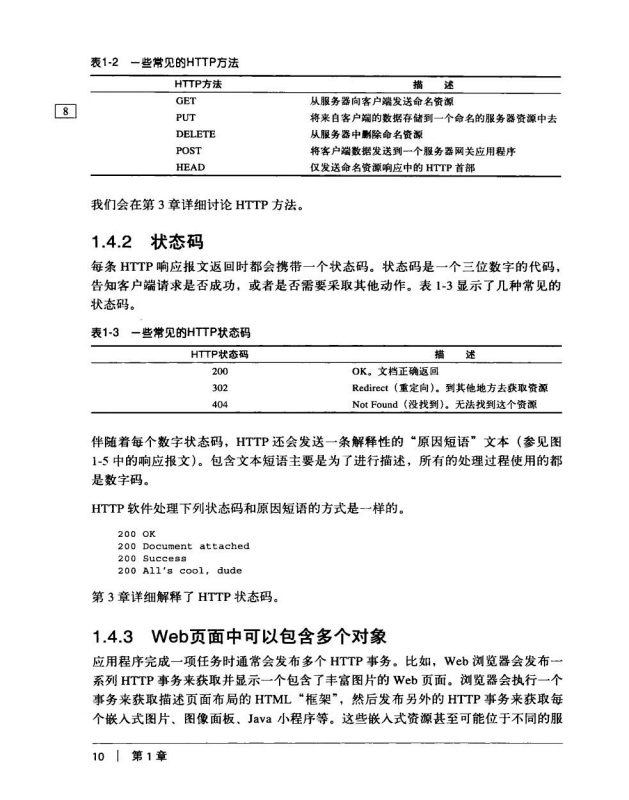 表1-2 一些常见的HTTP方法
HTTP方法 描 述
GET 从服务器向客户端发送命名资源
8
PUT 将来自客户端的数据存储到一个命名的服务器资源中去
DELETE 从服务器中删除命名资源
POST 将客户端数据发送到一个服务器网关应用程序
HEAD 仅发送命名资源响应中的 HTTP 首部
我们会在第 3 章详细讨论 HTTP 方法。
1.4.2 状态码
每条 HTTP 响应报文返回时都会携带一个状态码。状态码是一个三位数字的代码，
告知客户端请求是否成功，或者是否需要采取其他动作。表 1-3 显示了几种常见的
状态码。
表1-3 一些常见的HTTP状态码
HTTP状态码 描 述
200 OK。文档正确返回
302 Redirect（重定向）。到其他地方去获取资源
404 Not Found（没找到）。无法找到这个资源
伴随着每个数字状态码，HTTP 还会发送一条解释性的“原因短语”文本（参见图
1-5 中的响应报文）。包含文本短语主要是为了进行描述，所有的处理过程使用的都
是数字码。
HTTP 软件处理下列状态码和原因短语的方式是一样的。
200 OK
200 Document attached
200 Success
200 All's cool, dude
第 3 章详细解释了 HTTP 状态码。
1.4.3 Web页面中可以包含多个对象
应用程序完成一项任务时通常会发布多个 HTTP 事务。比如，Web 浏览器会发布一
系列 HTTP 事务来获取并显示一个包含了丰富图片的 Web 页面。浏览器会执行一个
事务来获取描述页面布局的 HTML“框架”，然后发布另外的 HTTP 事务来获取每
个嵌入式图片、图像面板、Java 小程序等。这些嵌入式资源甚至可能位于不同的服
10 | 第 1 章